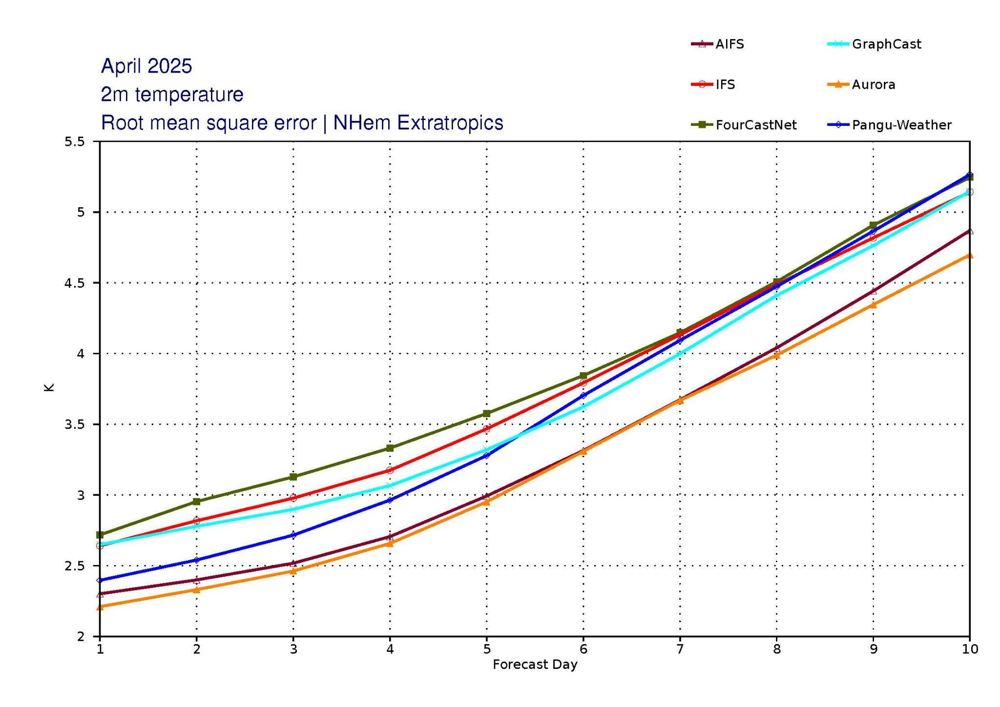 April 2025
2m temperature
Root mean square error | NHem Extratropics
AIFS
GraphCast
IFS
Aurora
FourCastNet
Pangu-Weather
5.5
5
4.5
4
K
3.5
3
2.5
2
1 2 3 4 5 6 7 8 9 10
Forecast Day